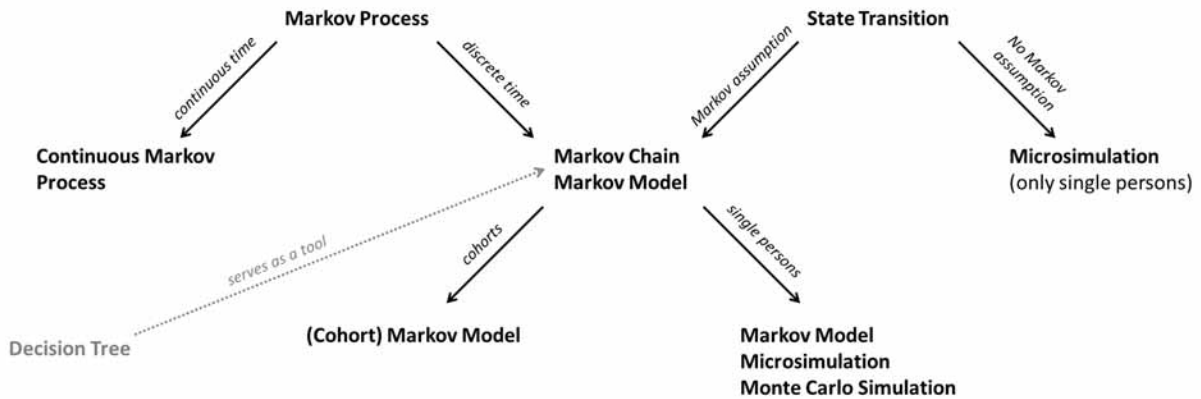 Markov Process
State Transition
continuous time
discrete time
Markov assumption
No Markov
assumption
Continuous Markov
Process
Markov Chain
Markov Model
Microsimulation
(only single persons)
serves as a tool
cohorts
single persons
Decision Tree
(Cohort) Markov Model
Markov Model
Microsimulation
Monte Carlo Simulation